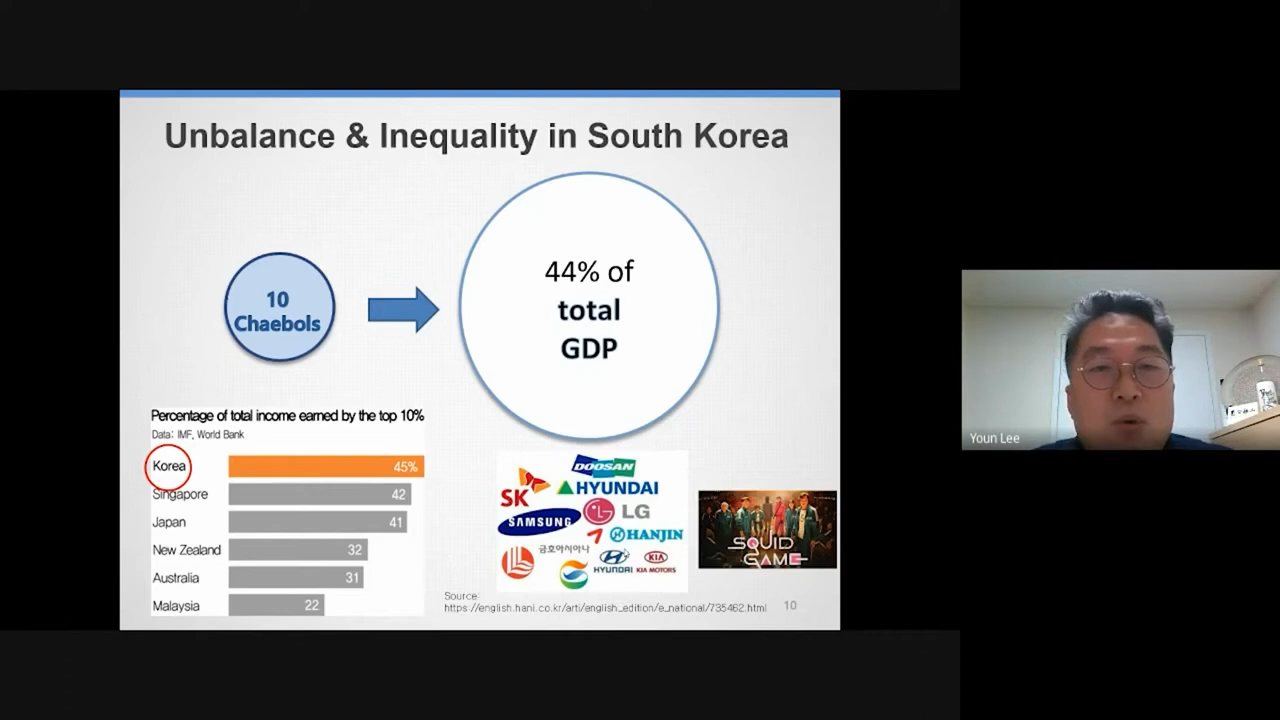 Unbalance & Inequality in South Korea
10
Chaebols
44% of
total
GDP
Percentage of total income earned by the top 10%
Data: IMF, World Bank
Korea 45%
Singapore 42
Japan 41
New Zealand 32
Australia 31
Malaysia 22
DOOSAN
SK
HYUNDAI
SAMSUNG
LG
HANJIN
금호아시아나
HYUNDAI
KIA
KIA MOTORS
SQUID
GAME
Source:
https://english.hani.co.kr/arti/english_edition/e_national/735462.html
10
Youn Lee